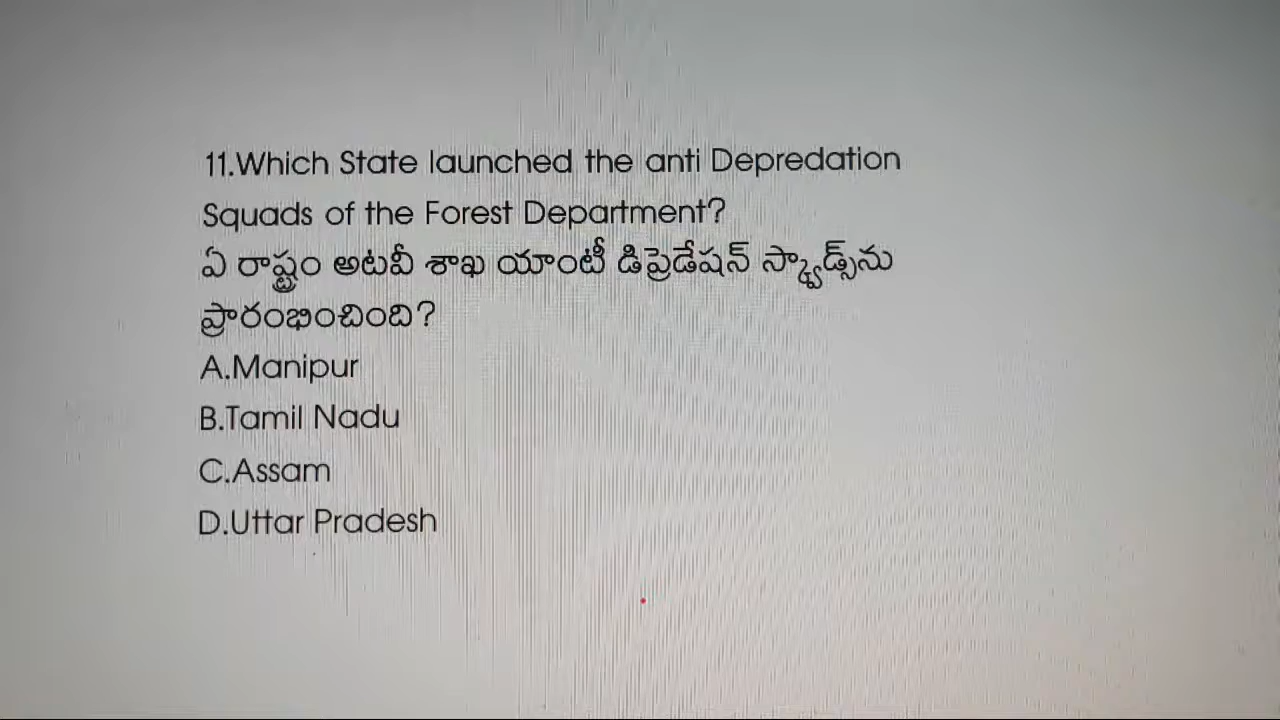 11.Which State launched the anti Depredation
Squads of the Forest Department?
ఏ రాష్ట్రం అటవీ శాఖ యాంటీ డిప్రెడేషన్ స్క్వాడ్స్‌ను
ప్రారంభించింది?
A.Manipur
B.Tamil Nadu
C.Assam
D.Uttar Pradesh